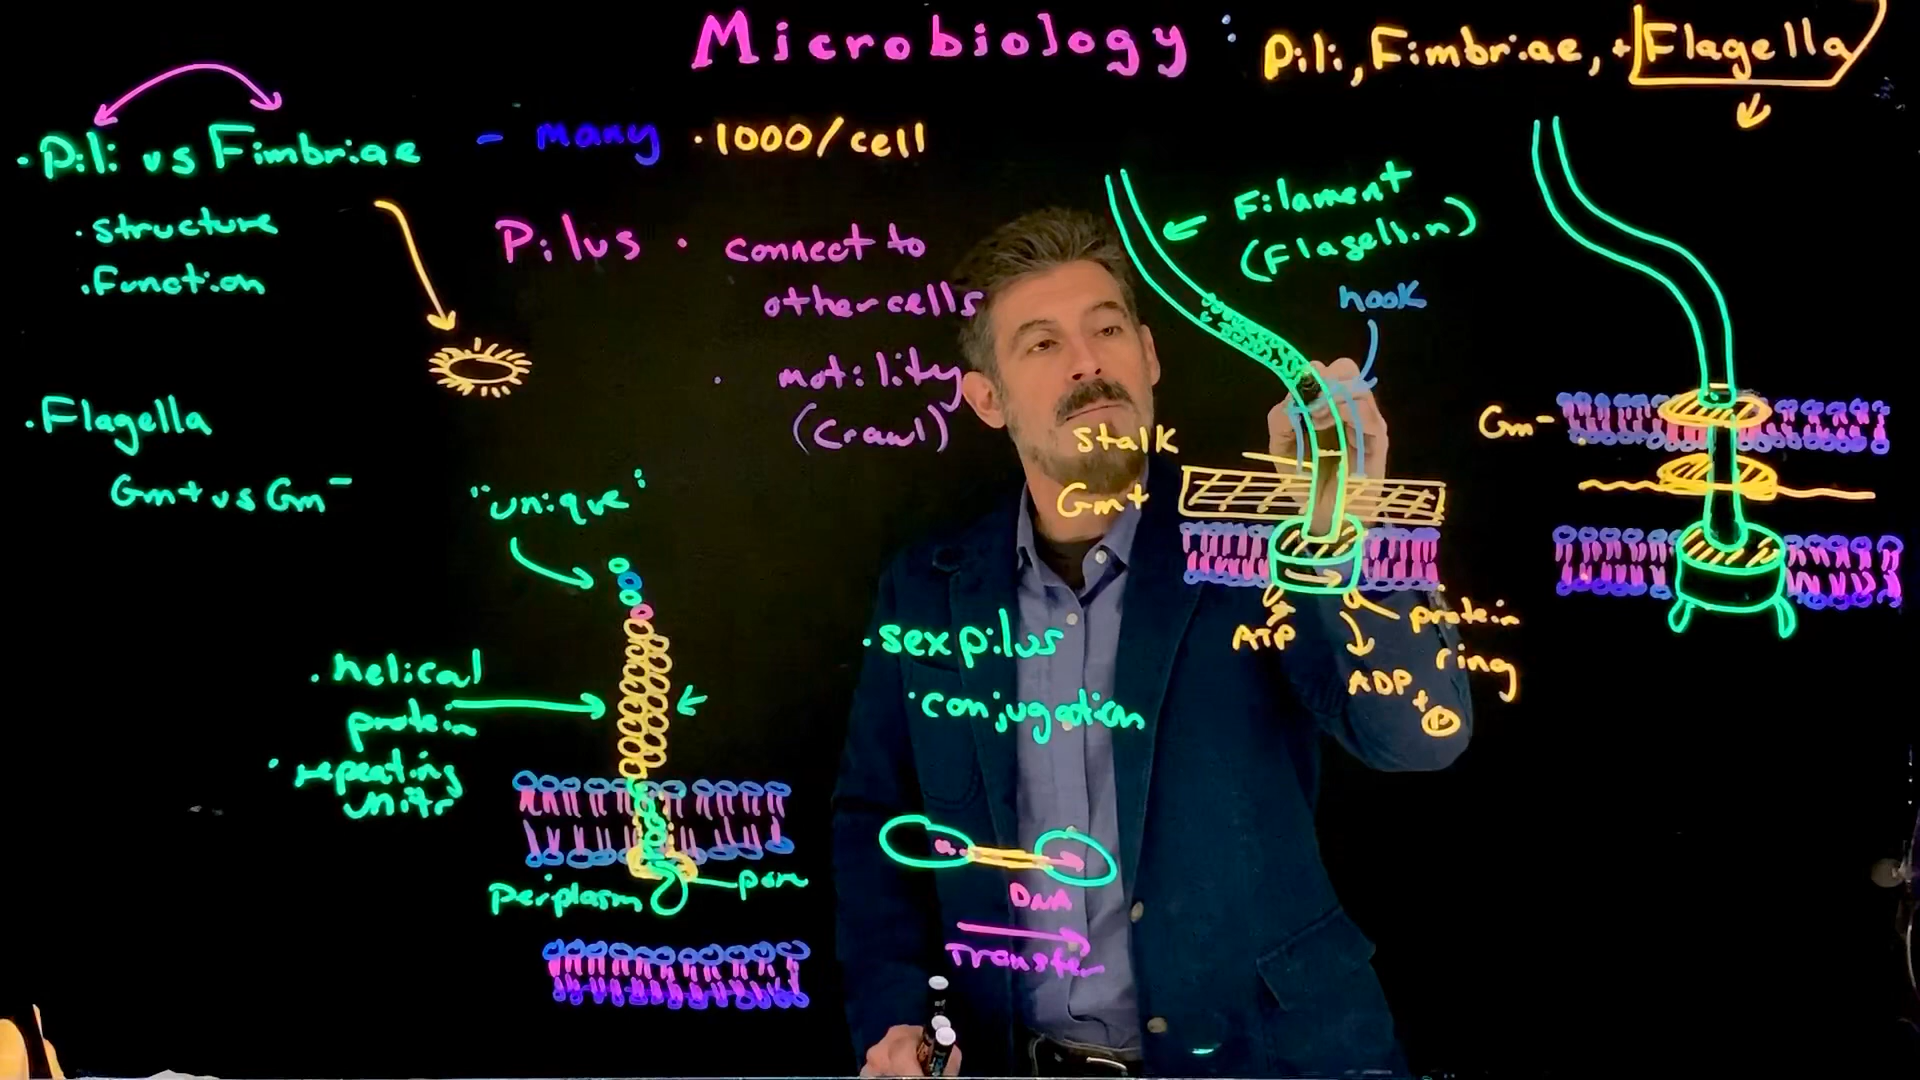 Microbiology : Pili, Fimbriae, + Flagella
· Pili vs Fimbriae - many · 1000/cell
· structure
· Function
· Flagella
Gm+ vs Gm-
Pilus · connect to
other cells
· motility
(crawl)
"unique"
· helical
protein
· repeating
units
periplasm
pore
· sex pilus
· conjugation
DNA
Transfer
Filament
(Flagellin)
hook
Stalk
Gm+
ATP
ADP + P
protein
ring
Gm-